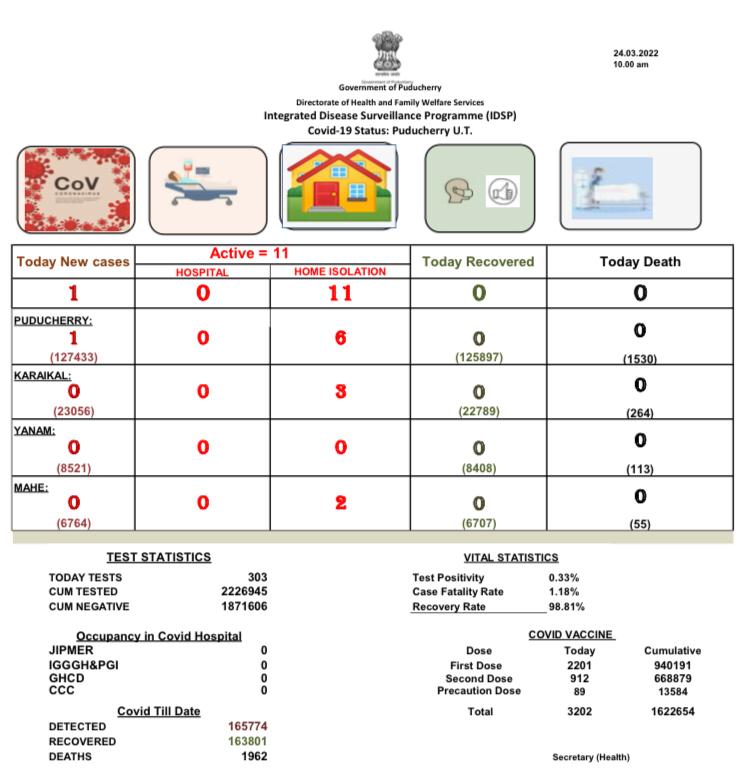 24.03.2022
10.00 am
Government of Puducherry
Government of Puducherry
Directorate of Health and Family Welfare Services
Integrated Disease Surveillance Programme (IDSP)
Covid-19 Status: Puducherry U.T.
CoV
CORONAVIRUS
Today New cases Active = 11 Today Recovered Today Death
HOSPITAL HOME ISOLATION
1 0 11 0 0
PUDUCHERRY:
1 0 6 0 0
(127433) (125897) (1530)
KARAIKAL:
0 0 3 0 0
(23056) (22789) (264)
YANAM:
0 0 0 0 0
(8521) (8408) (113)
MAHE:
0 0 2 0 0
(6764) (6707) (55)
TEST STATISTICS
TODAY TESTS 303
CUM TESTED 2226945
CUM NEGATIVE 1871606
VITAL STATISTICS
Test Positivity 0.33%
Case Fatality Rate 1.18%
Recovery Rate 98.81%
Occupancy in Covid Hospital
JIPMER 0
IGGGH&PGI 0
GHCD 0
CCC 0
COVID VACCINE
Dose Today Cumulative
First Dose 2201 940191
Second Dose 912 668879
Precaution Dose 89 13584
Total 3202 1622654
Covid Till Date
DETECTED 165774
RECOVERED 163801
DEATHS 1962
Secretary (Health)